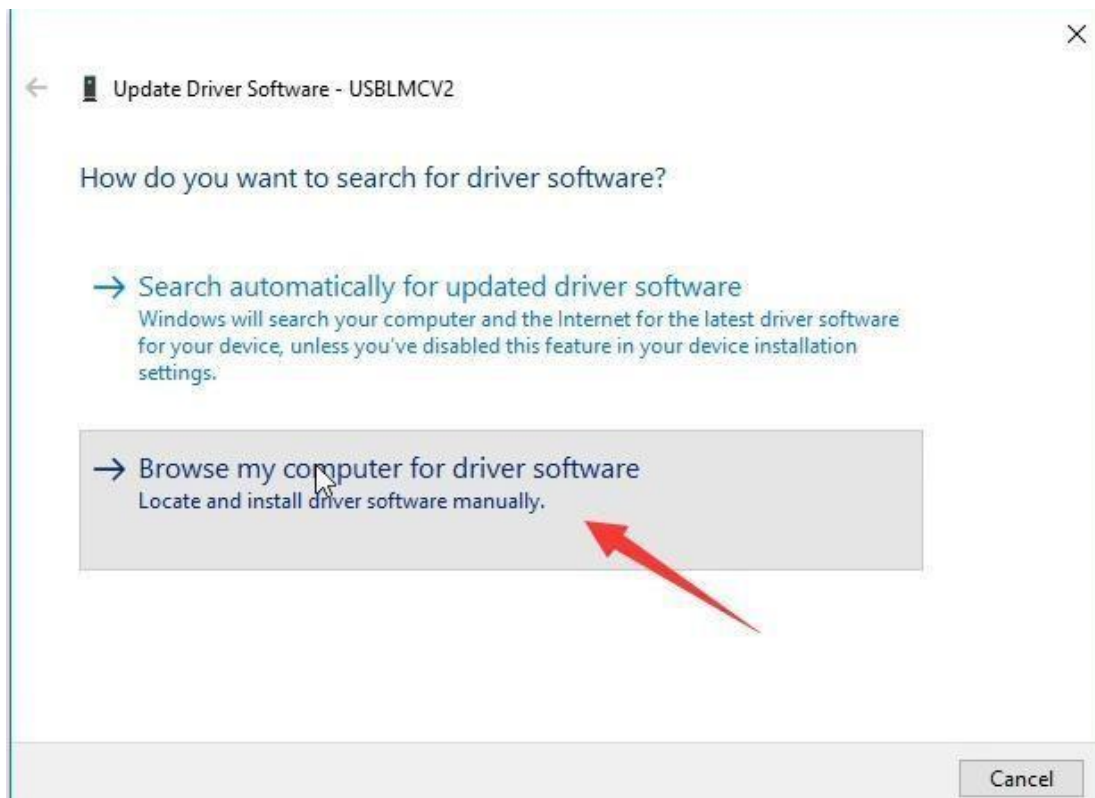 Update Driver Software - USBLMCV2
How do you want to search for driver software?
Search automatically for updated driver software
Windows will search your computer and the Internet for the latest driver software
for your device, unless you've disabled this feature in your device installation
settings.
Browse my computer for driver software
Locate and install driver software manually.
Cancel